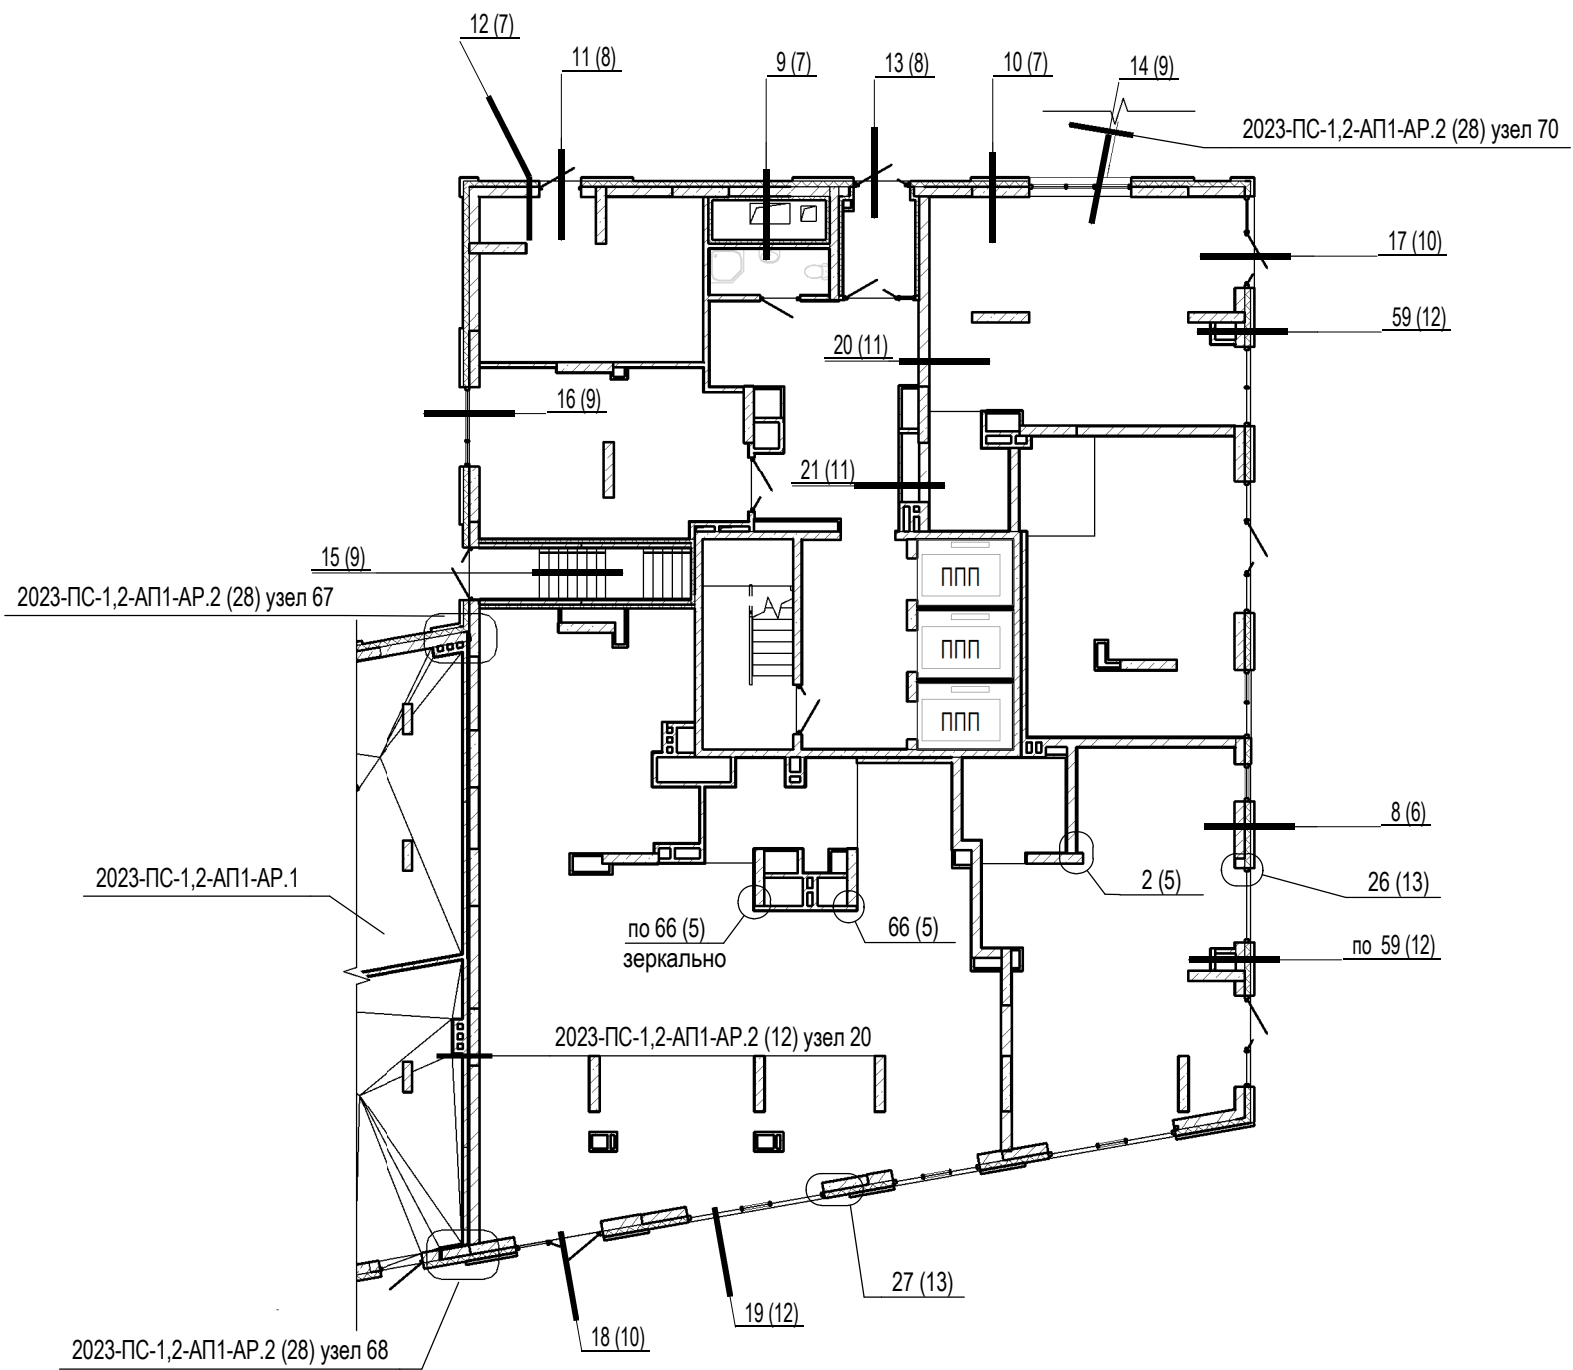 12 (7)
11 (8)
9 (7)
13 (8)
10 (7)
14 (9)
2023-ПС-1,2-АП1-АР.2 (28) узел 70
17 (10)
59 (12)
20 (11)
16 (9)
21 (11)
15 (9)
ППП
2023-ПС-1,2-АП1-АР.2 (28) узел 67
ППП
ППП
8 (6)
2023-ПС-1,2-АП1-АР.1
2 (5)
26 (13)
по 66 (5)
зеркально
66 (5)
по 59 (12)
2023-ПС-1,2-АП1-АР.2 (12) узел 20
27 (13)
19 (12)
18 (10)
2023-ПС-1,2-АП1-АР.2 (28) узел 68